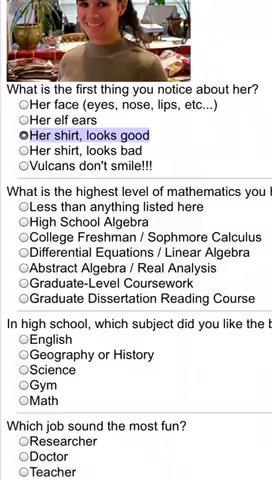 What is the first thing you notice about her?
Her face (eyes, nose, lips, etc...)
Her elf ears
Her shirt, looks good
Her shirt, looks bad
Vulcans don't smile!!!
What is the highest level of mathematics you
Less than anything listed here
High School Algebra
College Freshman / Sophmore Calculus
Differential Equations / Linear Algebra
Abstract Algebra / Real Analysis
Graduate-Level Coursework
Graduate Dissertation Reading Course
In high school, which subject did you like the
English
Geography or History
Science
Gym
Math
Which job sound the most fun?
Researcher
Doctor
Teacher